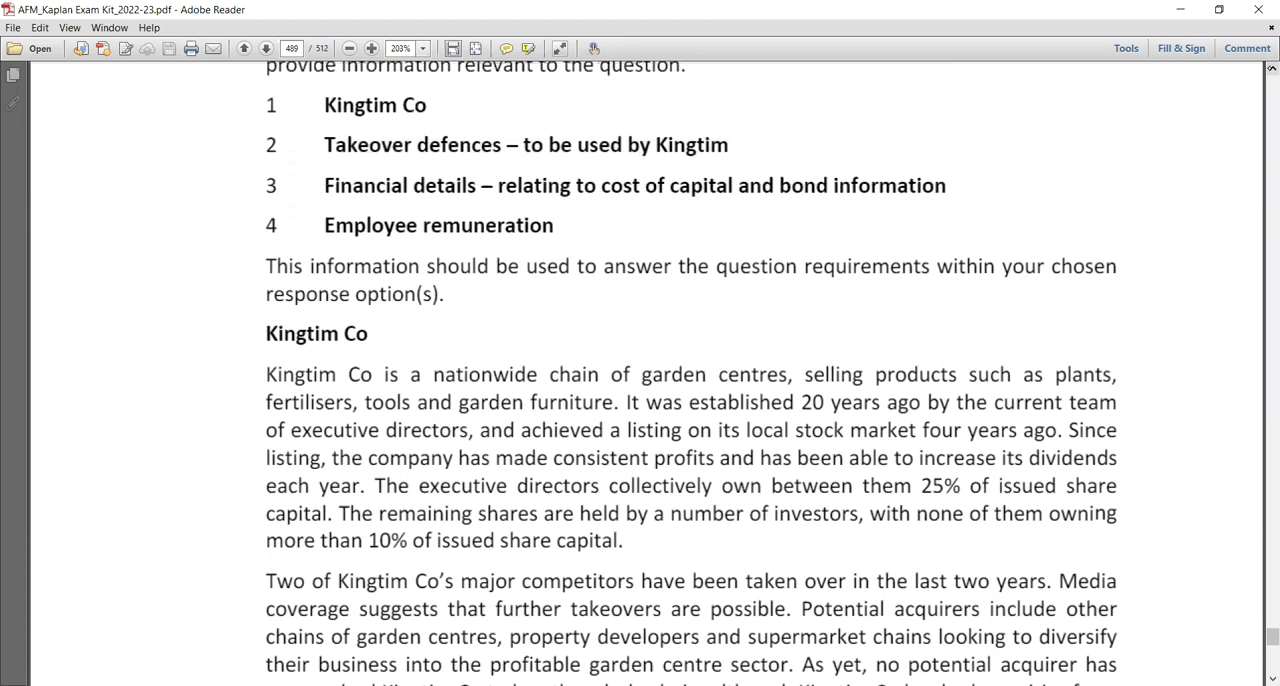 AFM_Kaplan Exam Kit_2022-23.pdf - Adobe Reader
File Edit View Window Help
Open 489 / 512 203% Tools Fill & Sign Comment
provide information relevant to the question.
1 Kingtim Co
2 Takeover defences – to be used by Kingtim
3 Financial details – relating to cost of capital and bond information
4 Employee remuneration
This information should be used to answer the question requirements within your chosen
response option(s).
Kingtim Co
Kingtim Co is a nationwide chain of garden centres, selling products such as plants,
fertilisers, tools and garden furniture. It was established 20 years ago by the current team
of executive directors, and achieved a listing on its local stock market four years ago. Since
listing, the company has made consistent profits and has been able to increase its dividends
each year. The executive directors collectively own between them 25% of issued share
capital. The remaining shares are held by a number of investors, with none of them owning
more than 10% of issued share capital.
Two of Kingtim Co's major competitors have been taken over in the last two years. Media
coverage suggests that further takeovers are possible. Potential acquirers include other
chains of garden centres, property developers and supermarket chains looking to diversify
their business into the profitable garden centre sector. As yet, no potential acquirer has